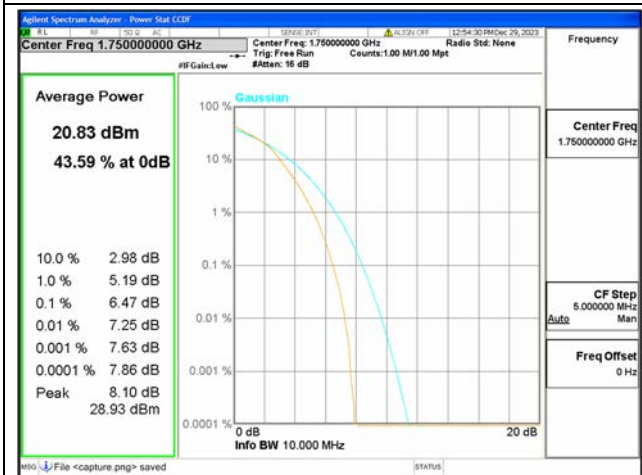 Agilent Spectrum Analyzer - Power Stat CCDF
RL RF 50 Ω AC SENSE:INT ALIGN OFF 12:54:30 PM Dec 29, 2023
Center Freq 1.750000000 GHz
Center Freq: 1.750000000 GHz Radio Std: None
Trig: Free Run Counts:1.00 M/1.00 Mpt
#IFGain:Low #Atten: 16 dB
Frequency
Average Power
20.83 dBm
43.59 % at 0dB
10.0 % 2.98 dB
1.0 % 5.19 dB
0.1 % 6.47 dB
0.01 % 7.25 dB
0.001 % 7.63 dB
0.0001 % 7.86 dB
Peak 8.10 dB
28.93 dBm
Gaussian
100 %
10 %
1 %
0.1 %
0.01 %
0.001 %
0.0001 %
0 dB 20 dB
Info BW 10.000 MHz
Center Freq
1.750000000 GHz
CF Step
5.000000 MHz
Auto Man
Freq Offset
0 Hz
MSG File <capture.png> saved STATUS